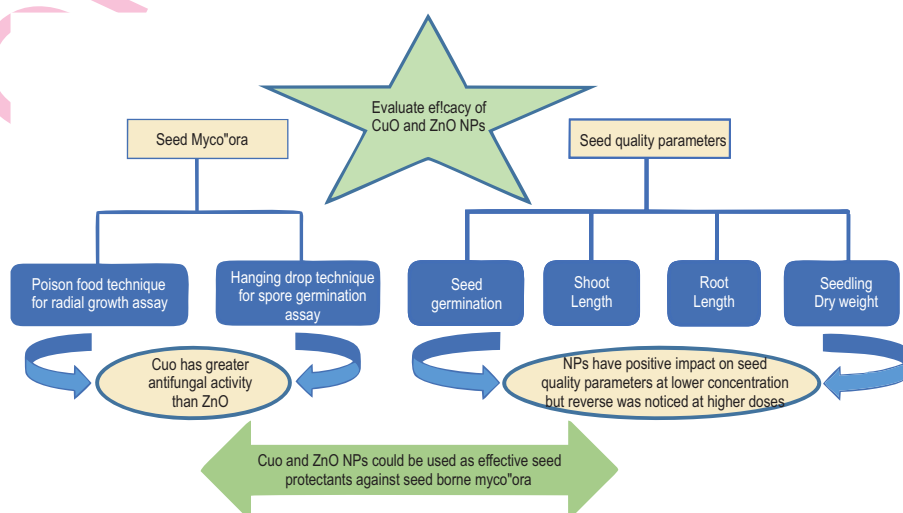 Evaluate ef!cacy of
CuO and ZnO NPs
Seed Myco"ora
Seed quality parameters
Poison food technique
for radial growth assay
Hanging drop technique
for spore germination
assay
Seed
germination
Shoot
Length
Root
Length
Seedling
Dry weight
Cuo has greater
antifungal activity
than ZnO
NPs have positive impact on seed
quality parameters at lower concentration
but reverse was noticed at higher doses
Cuo and ZnO NPs could be used as effective seed
protectants against seed borne myco"ora